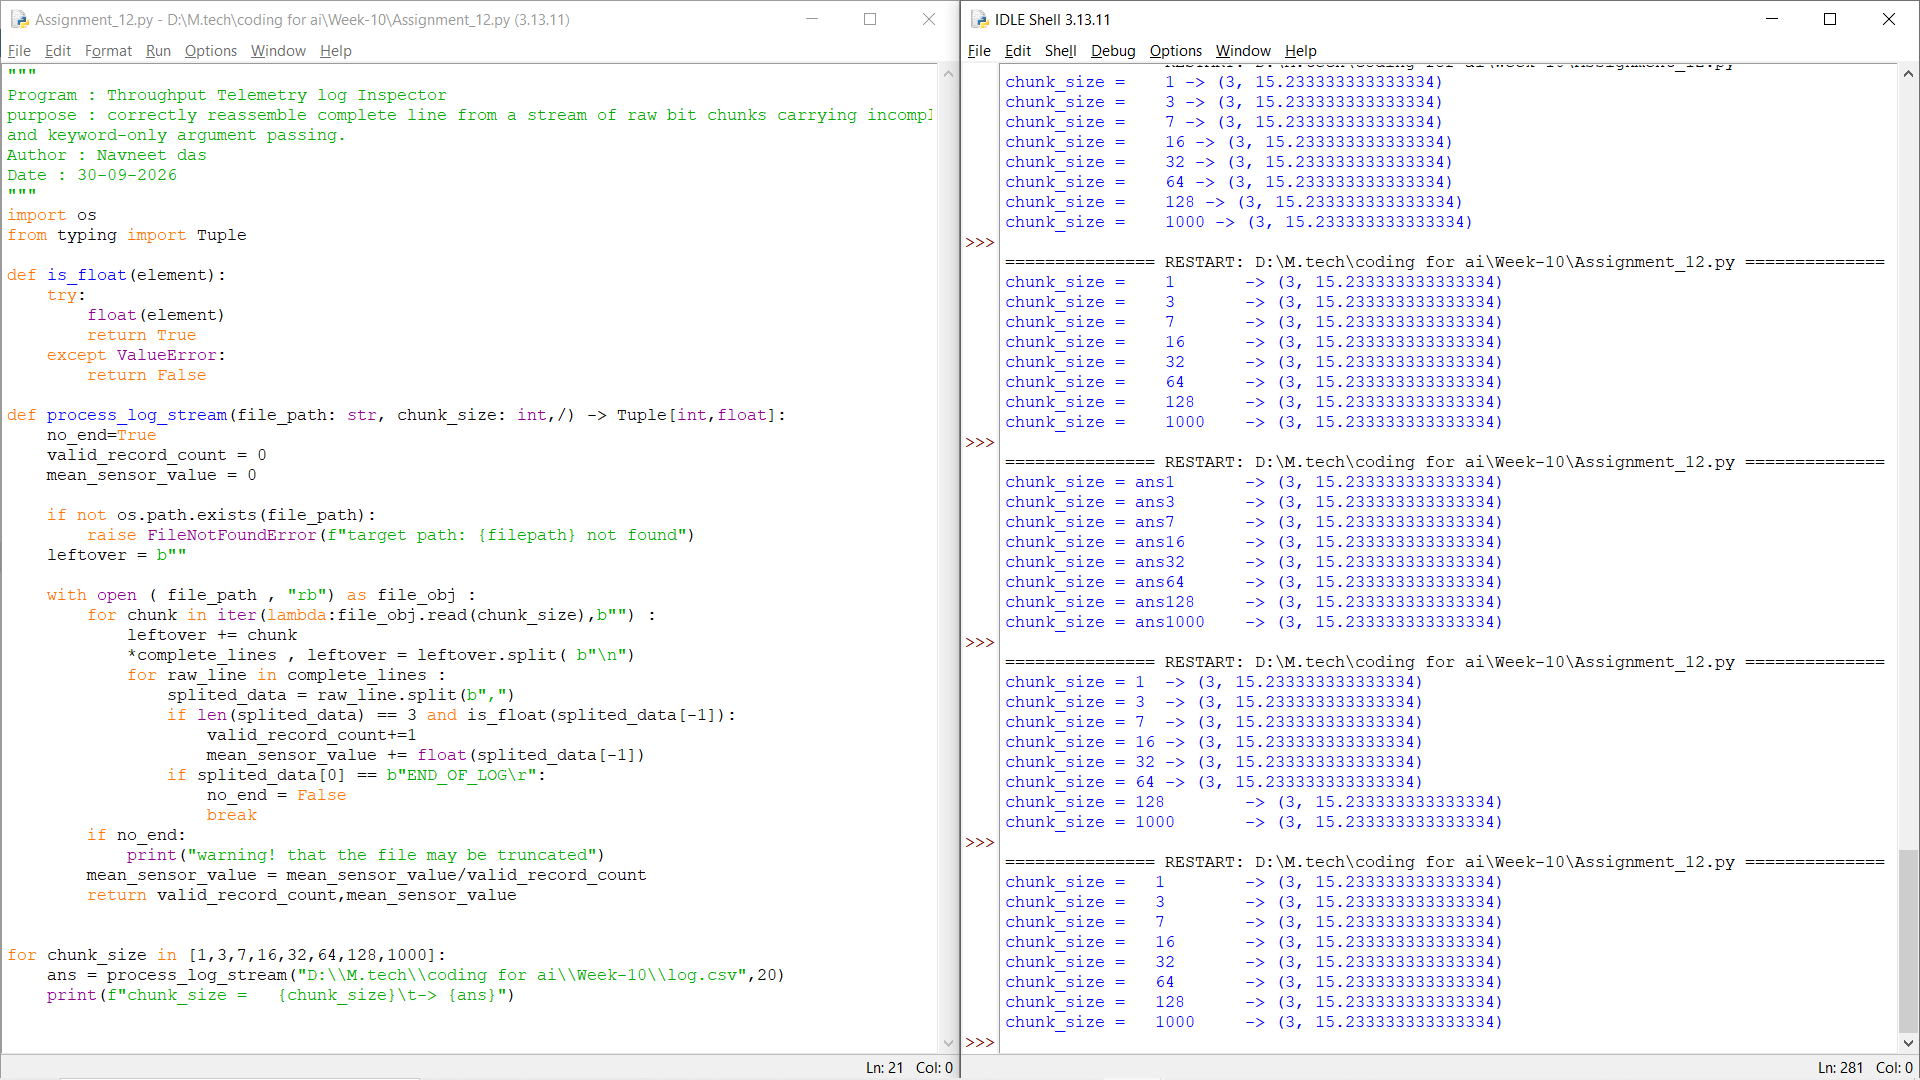 Assignment_12.py - D:\M.tech\coding for ai\Week-10\Assignment_12.py (3.13.11)
File Edit Format Run Options Window Help
"""
Program : Throughput Telemetry log Inspector
purpose : correctly reassemble complete line from a stream of raw bit chunks carrying incompl
and keyword-only argument passing.
Author : Navneet das
Date : 30-09-2026
"""
import os
from typing import Tuple

def is_float(element):
    try:
        float(element)
        return True
    except ValueError:
        return False

def process_log_stream(file_path: str, chunk_size: int,/) -> Tuple[int,float]:
    no_end=True
    valid_record_count = 0
    mean_sensor_value = 0

    if not os.path.exists(file_path):
        raise FileNotFoundError(f"target path: {filepath} not found")
    leftover = b""

    with open ( file_path , "rb") as file_obj :
        for chunk in iter(lambda:file_obj.read(chunk_size),b"") :
            leftover += chunk
            *complete_lines , leftover = leftover.split( b"\n")
            for raw_line in complete_lines :
                splited_data = raw_line.split(b",")
                if len(splited_data) == 3 and is_float(splited_data[-1]):
                    valid_record_count+=1
                    mean_sensor_value += float(splited_data[-1])
                if splited_data[0] == b"END_OF_LOG\r":
                    no_end = False
                    break
        if no_end:
            print("warning! that the file may be truncated")
        mean_sensor_value = mean_sensor_value/valid_record_count
        return valid_record_count,mean_sensor_value

for chunk_size in [1,3,7,16,32,64,128,1000]:
    ans = process_log_stream("D:\\M.tech\\coding for ai\\Week-10\\log.csv",20)
    print(f"chunk_size =   {chunk_size}\t-> {ans}")
Ln: 21 Col: 0
IDLE Shell 3.13.11
File Edit Shell Debug Options Window Help
RESTART: D:\M.tech\coding for ai\Week-10\Assignment_12.py
chunk_size =    1 -> (3, 15.233333333333334)
chunk_size =    3 -> (3, 15.233333333333334)
chunk_size =    7 -> (3, 15.233333333333334)
chunk_size =    16 -> (3, 15.233333333333334)
chunk_size =    32 -> (3, 15.233333333333334)
chunk_size =    64 -> (3, 15.233333333333334)
chunk_size =    128 -> (3, 15.233333333333334)
chunk_size =    1000 -> (3, 15.233333333333334)
>>>
=============== RESTART: D:\M.tech\coding for ai\Week-10\Assignment_12.py ==============
chunk_size =    1       -> (3, 15.233333333333334)
chunk_size =    3       -> (3, 15.233333333333334)
chunk_size =    7       -> (3, 15.233333333333334)
chunk_size =    16      -> (3, 15.233333333333334)
chunk_size =    32      -> (3, 15.233333333333334)
chunk_size =    64      -> (3, 15.233333333333334)
chunk_size =    128     -> (3, 15.233333333333334)
chunk_size =    1000    -> (3, 15.233333333333334)
>>>
=============== RESTART: D:\M.tech\coding for ai\Week-10\Assignment_12.py ==============
chunk_size = ans1       -> (3, 15.233333333333334)
chunk_size = ans3       -> (3, 15.233333333333334)
chunk_size = ans7       -> (3, 15.233333333333334)
chunk_size = ans16      -> (3, 15.233333333333334)
chunk_size = ans32      -> (3, 15.233333333333334)
chunk_size = ans64      -> (3, 15.233333333333334)
chunk_size = ans128     -> (3, 15.233333333333334)
chunk_size = ans1000    -> (3, 15.233333333333334)
>>>
=============== RESTART: D:\M.tech\coding for ai\Week-10\Assignment_12.py ==============
chunk_size = 1  -> (3, 15.233333333333334)
chunk_size = 3  -> (3, 15.233333333333334)
chunk_size = 7  -> (3, 15.233333333333334)
chunk_size = 16 -> (3, 15.233333333333334)
chunk_size = 32 -> (3, 15.233333333333334)
chunk_size = 64 -> (3, 15.233333333333334)
chunk_size = 128        -> (3, 15.233333333333334)
chunk_size = 1000       -> (3, 15.233333333333334)
>>>
=============== RESTART: D:\M.tech\coding for ai\Week-10\Assignment_12.py ==============
chunk_size =   1        -> (3, 15.233333333333334)
chunk_size =   3        -> (3, 15.233333333333334)
chunk_size =   7        -> (3, 15.233333333333334)
chunk_size =   16       -> (3, 15.233333333333334)
chunk_size =   32       -> (3, 15.233333333333334)
chunk_size =   64       -> (3, 15.233333333333334)
chunk_size =   128      -> (3, 15.233333333333334)
chunk_size =   1000     -> (3, 15.233333333333334)
>>>
Ln: 281 Col: 0